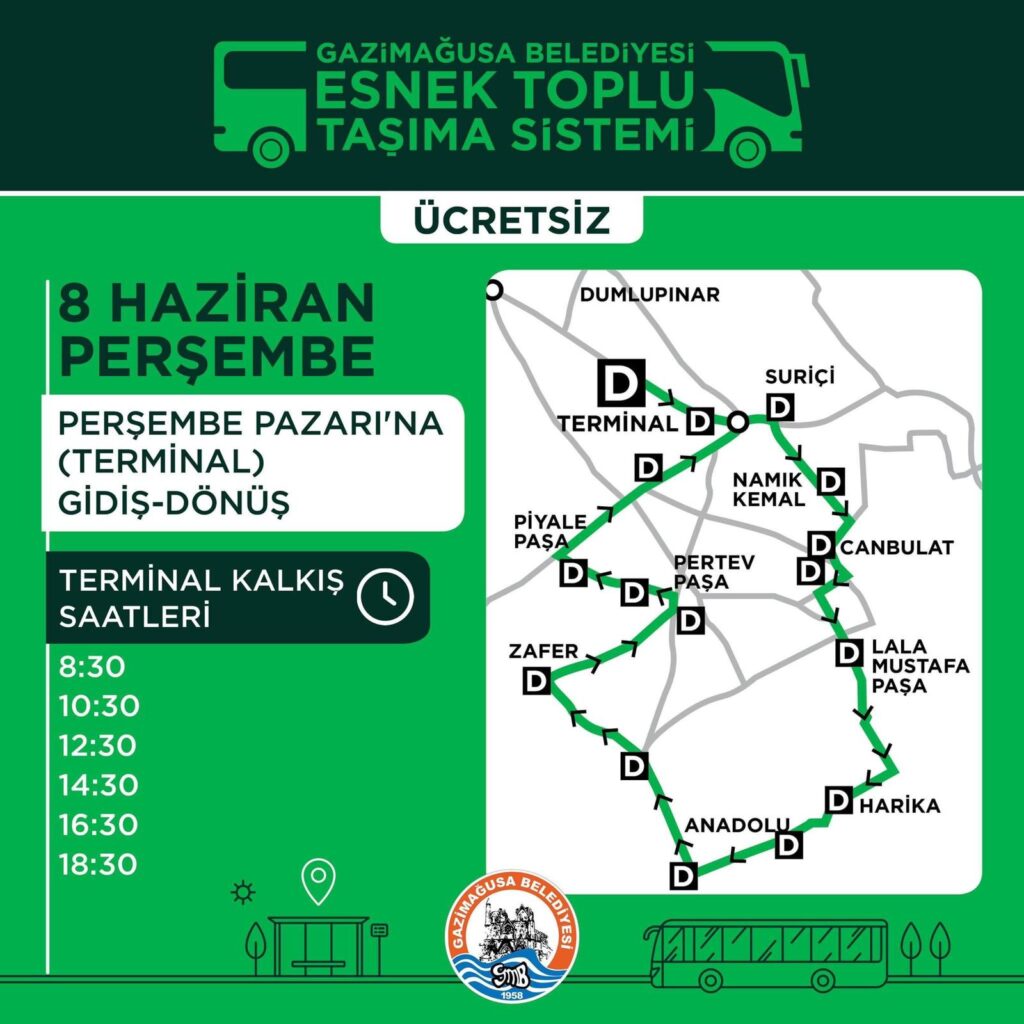 GAZİMAĞUSA BELEDİYESİ
ESNEK TOPLU
TAŞIMA SİSTEMİ
ÜCRETSİZ
8 HAZİRAN
PERŞEMBE
PERŞEMBE PAZARI'NA
(TERMİNAL)
GİDİŞ-DÖNÜŞ
TERMİNAL KALKIŞ
SAATLERİ
8:30
10:30
12:30
14:30
16:30
18:30
DUMLUPINAR
D
SURİÇİ
D
TERMİNAL D
D
NAMIK
KEMAL
D
PİYALE
PAŞA
D
CANBULAT
D
D
PERTEV
PAŞA
D
D
D
ZAFER
D
LALA
MUSTAFA
PAŞA
D
D
D
HARİKA
ANADOLU
D
D
GAZİMAĞUSA BELEDİYESİ
GMB
1958